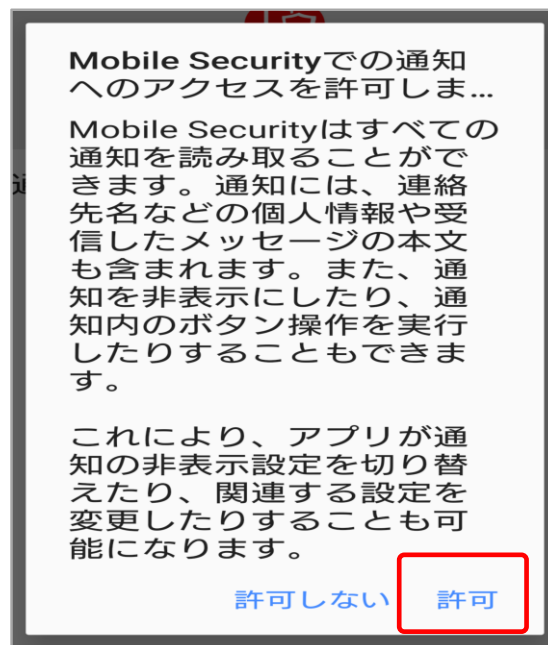 Mobile Securityでの通知
へのアクセスを許可しま...
Mobile Securityはすべての
通知を読み取ることがで
きます。通知には、連絡
先名などの個人情報や受
信したメッセージの本文
も含まれます。また、通
知を非表示にしたり、通
知内のボタン操作を実行
したりすることもできま
す。
これにより、アプリが通
知の非表示設定を切り替
えたり、関連する設定を
変更したりすることも可
能になります。
許可しない 許可